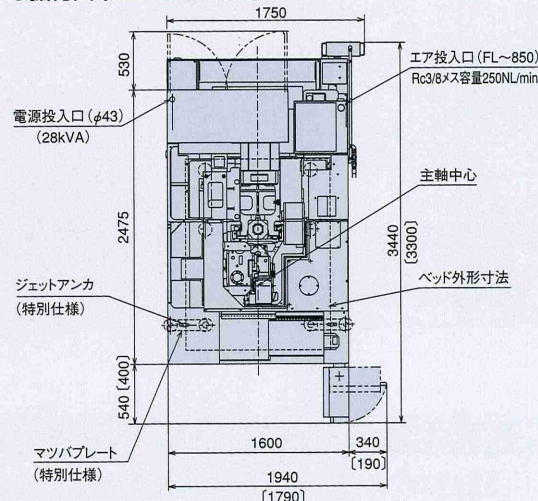 1750
530
エア投入口(FL～850)
Rc3/8メス容量250NL/min
電源投入口(φ43)
(28kVA)
主軸中心
2475
3440
[3300]
ジェットアンカ
(特別仕様)
ベッド外形寸法
540 [400]
マツバプレート
(特別仕様)
1600
340
[190]
1940
[1790]